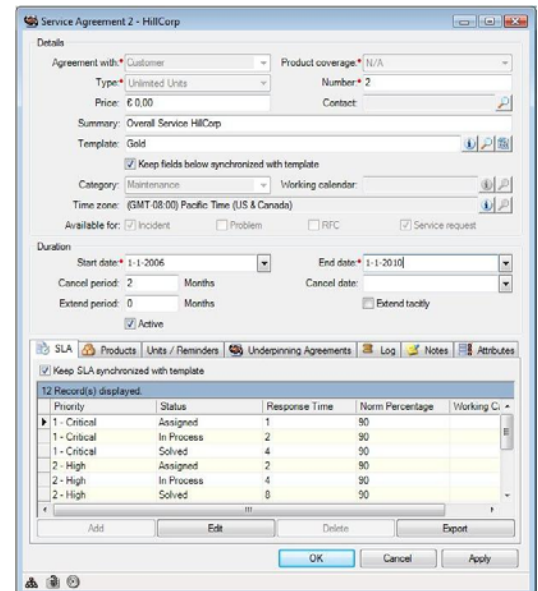 Service Agreement 2 - HillCorp
Details
Agreement with:* Customer Product coverage:* N/A
Type:* Unlimited Units Number:* 2
Price: € 0,00 Contact:
Summary: Overall Service HillCorp
Template: Gold
Keep fields below synchronized with template
Category: Maintenance Working calendar:
Time zone: (GMT-08:00) Pacific Time (US & Canada)
Available for: Incident Problem RFC Service request
Duration
Start date:* 1-1-2006 End date:* 1-1-2010
Cancel period: 2 Months Cancel date:
Extend period: 0 Months Extend tacitly
Active
SLA Products Units / Reminders Underpinning Agreements Log Notes Attributes
Keep SLA synchronized with template
12 Record(s) displayed.
Priority Status Response Time Norm Percentage Working C
1 - Critical Assigned 1 90
1 - Critical In Process 2 90
1 - Critical Solved 4 90
2 - High Assigned 2 90
2 - High In Process 4 90
2 - High Solved 8 90
Add Edit Delete Export
OK Cancel Apply